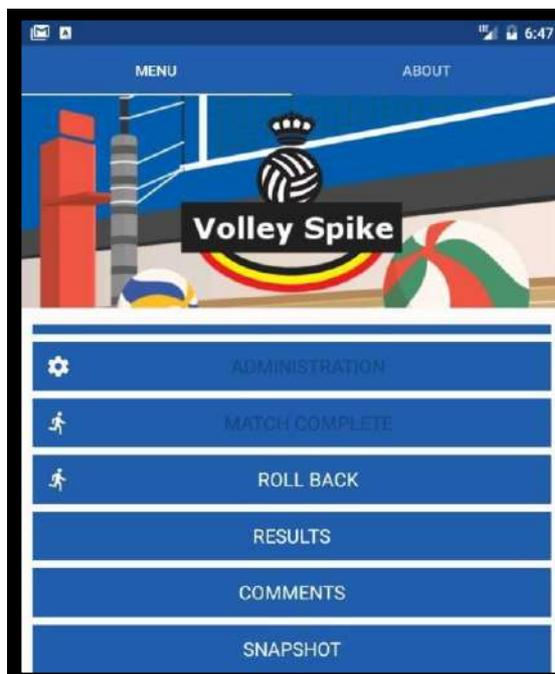 6:47
MENU ABOUT
Volley Spike
ADMINISTRATION
MATCH COMPLETE
ROLL BACK
RESULTS
COMMENTS
SNAPSHOT